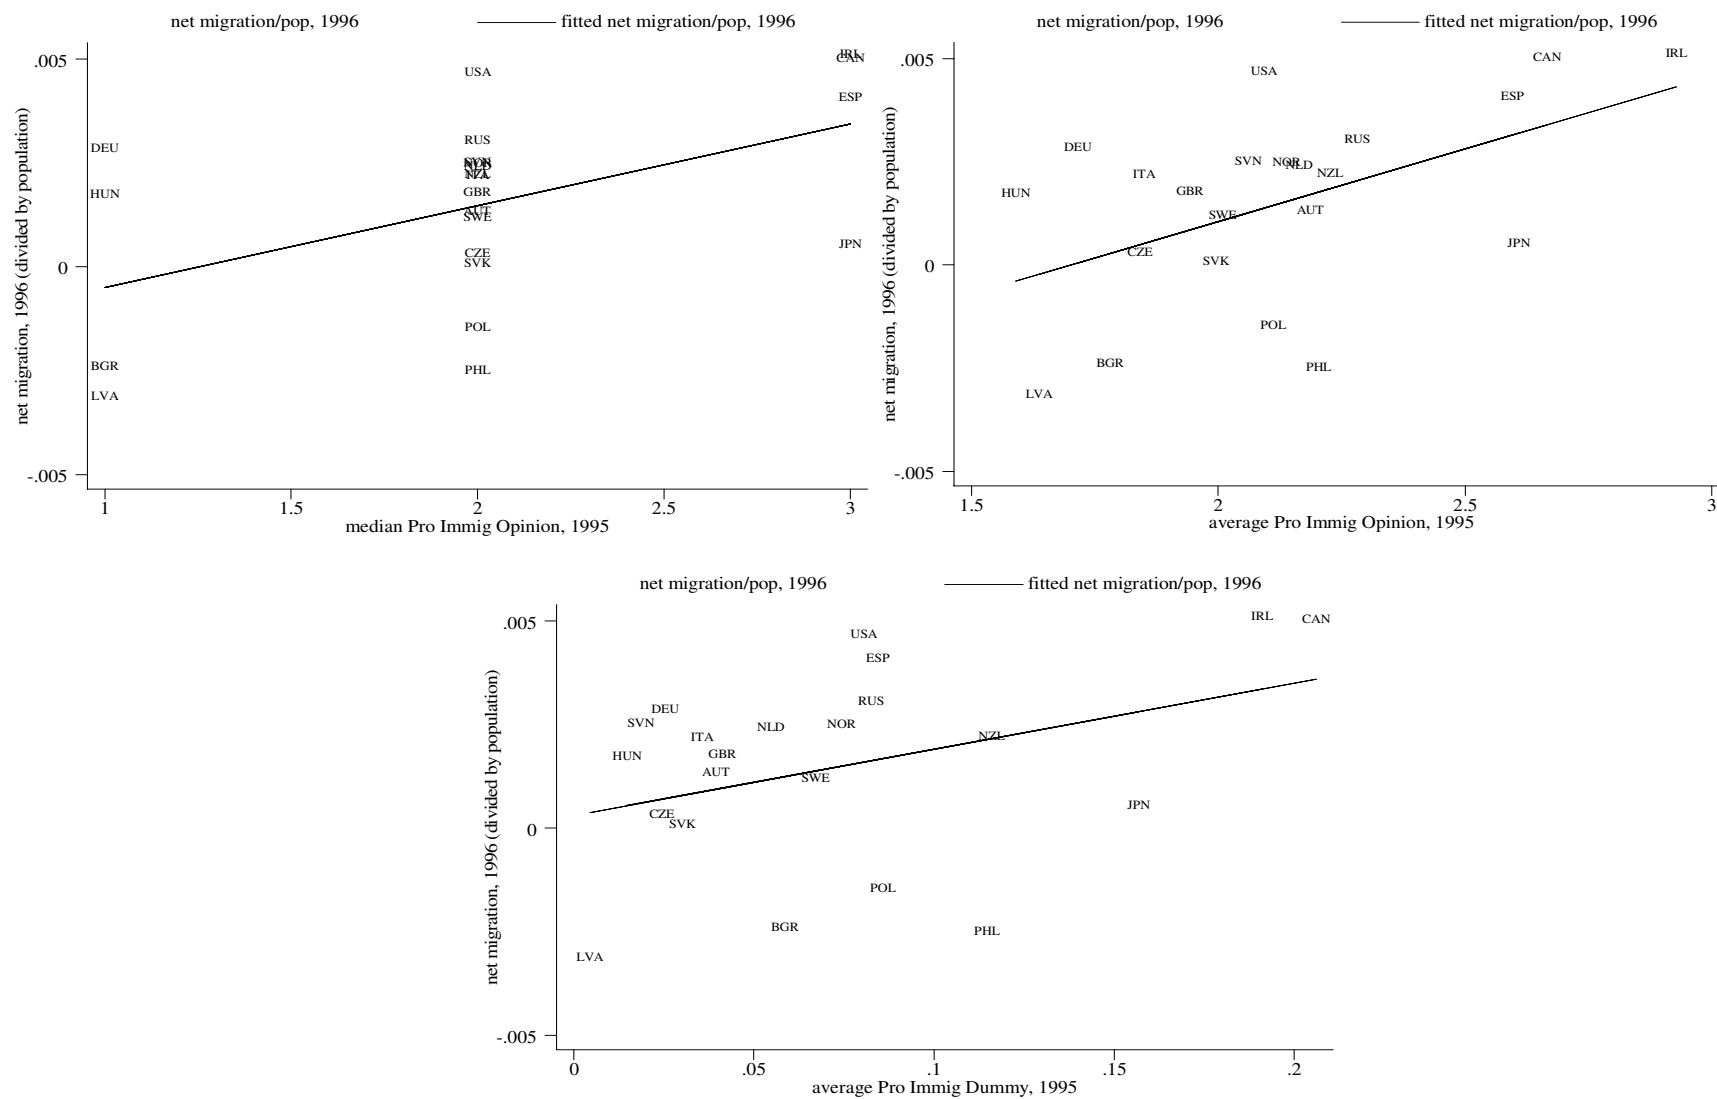 net migration/pop, 1996 fitted net migration/pop, 1996
.005
0
-.005
net migration, 1996 (divided by population)
IRL
CAN
USA
ESP
RUS
DEU
SVN
NLD
NZL
HUN
GBR
AUT
SWE
JPN
CZE
SVK
POL
BGR
PHL
LVA
1 1.5 2 2.5 3
median Pro Immig Opinion, 1995
net migration/pop, 1996 fitted net migration/pop, 1996
.005
0
-.005
net migration, 1996 (divided by population)
IRL
CAN
USA
ESP
RUS
DEU
SVN NOR NLD
ITA NZL
HUN GBR
SWE AUT
CZE SVK JPN
POL
BGR PHL
LVA
1.5 2 2.5 3
average Pro Immig Opinion, 1995
net migration/pop, 1996 fitted net migration/pop, 1996
.005
0
-.005
net migration, 1996 (divided by population)
IRL CAN
USA
ESP
RUS
DEU
SVN NLD NOR
ITA NZL
HUN GBR
AUT SWE
CZE JPN
SVK
POL
BGR PHL
LVA
0 .05 .1 .15 .2
average Pro Immig Dummy, 1995